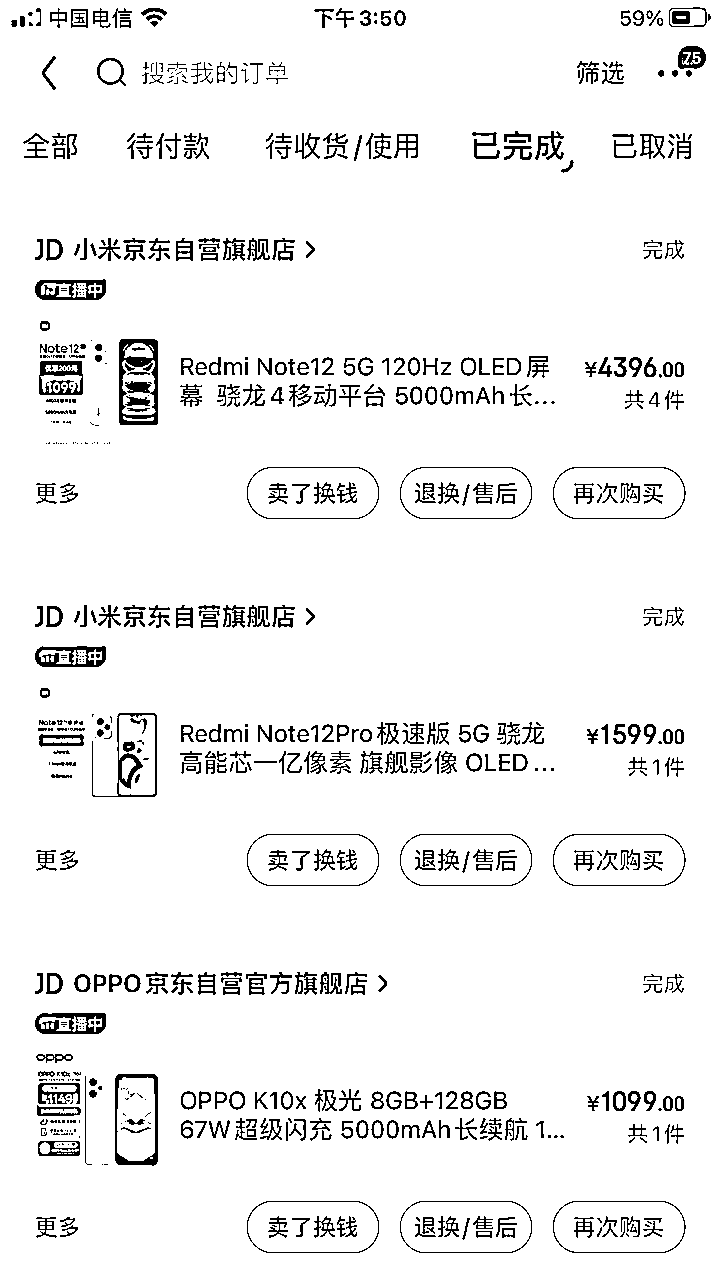 中国电信 下午3:50 59%
搜索我的订单 筛选 75
全部 待付款 待收货/使用 已完成 已取消
JD 小米京东自营旗舰店 > 完成
直播中
Note12
1099
Redmi Note12 5G 120Hz OLED屏 ¥4396.00
幕 骁龙4移动平台 5000mAh长... 共4件
更多 卖了换钱 退换/售后 再次购买
JD 小米京东自营旗舰店 > 完成
直播中
Redmi Note12Pro极速版 5G 骁龙 ¥1599.00
高能芯一亿像素 旗舰影像 OLED... 共1件
更多 卖了换钱 退换/售后 再次购买
JD OPPO京东自营官方旗舰店 > 完成
直播中
oppo
OPPO K10x 极光 8GB+128GB ¥1099.00
67W超级闪充 5000mAh长续航 1... 共1件
更多 卖了换钱 退换/售后 再次购买